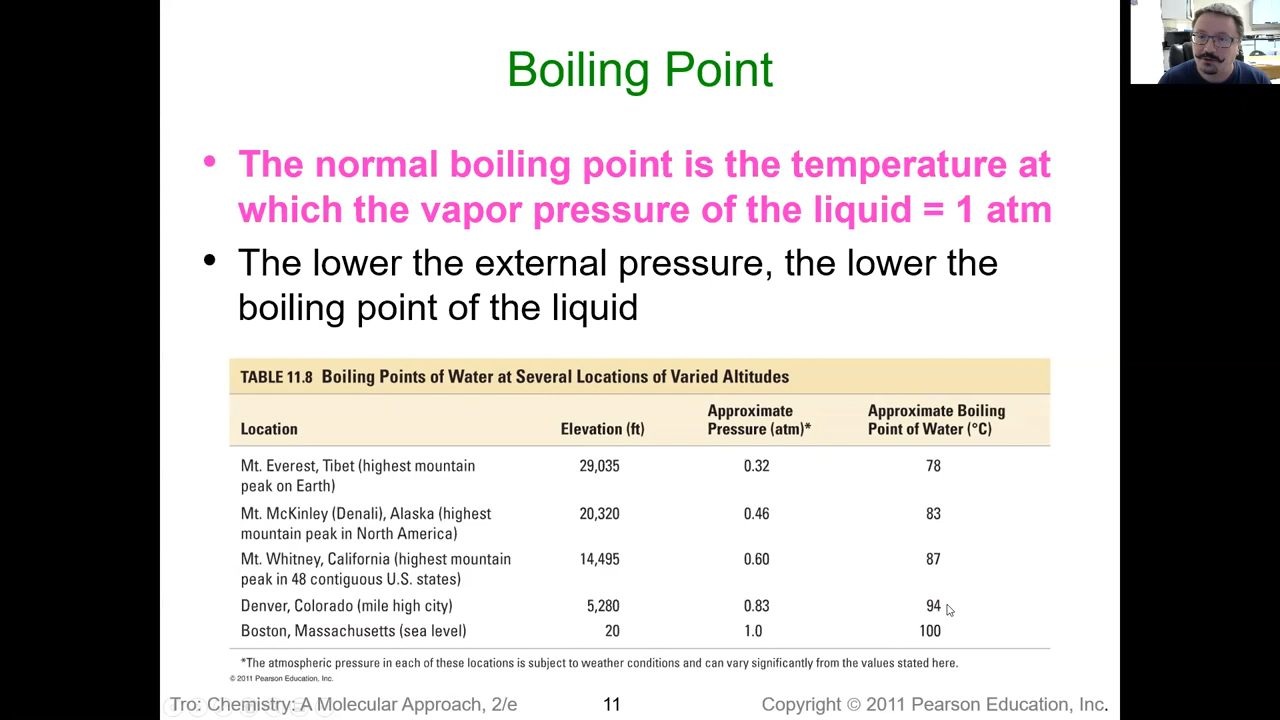 Boiling Point
• The normal boiling point is the temperature at
which the vapor pressure of the liquid = 1 atm
• The lower the external pressure, the lower the
boiling point of the liquid
TABLE 11.8 Boiling Points of Water at Several Locations of Varied Altitudes
Location Elevation (ft) Approximate Pressure (atm)* Approximate Boiling Point of Water (°C)
Mt. Everest, Tibet (highest mountain 29,035 0.32 78
peak on Earth)
Mt. McKinley (Denali), Alaska (highest 20,320 0.46 83
mountain peak in North America)
Mt. Whitney, California (highest mountain 14,495 0.60 87
peak in 48 contiguous U.S. states)
Denver, Colorado (mile high city) 5,280 0.83 94
Boston, Massachusetts (sea level) 20 1.0 100
*The atmospheric pressure in each of these locations is subject to weather conditions and can vary significantly from the values stated here.
© 2011 Pearson Education, Inc.
Tro: Chemistry: A Molecular Approach, 2/e 11 Copyright © 2011 Pearson Education, Inc.